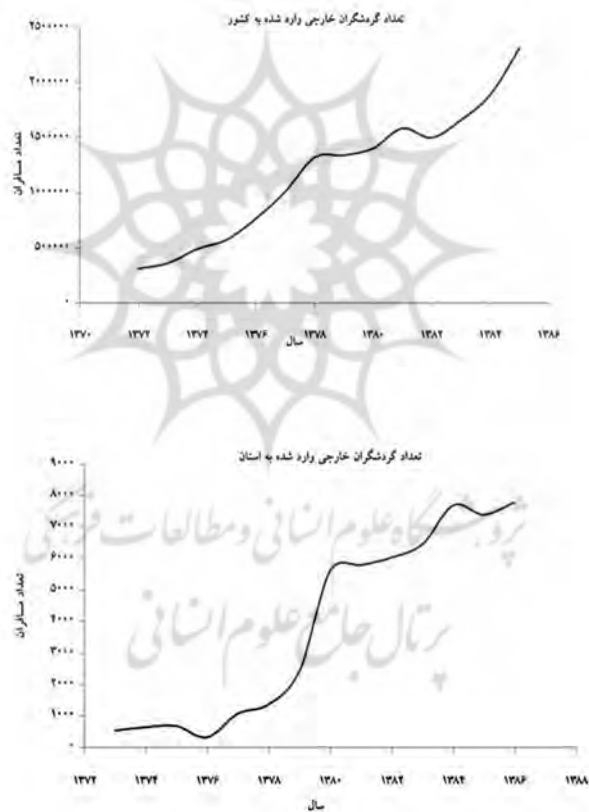 تعداد گردشگران خارجی وارد شده به کشور
تعداد مسافران
۲۵۰۰۰۰۰
۲۰۰۰۰۰۰
۱۵۰۰۰۰۰
۱۰۰۰۰۰۰
۵۰۰۰۰۰
۰
۱۳۷۰ ۱۳۷۲ ۱۳۷۴ ۱۳۷۶ ۱۳۷۸ ۱۳۸۰ ۱۳۸۲ ۱۳۸۴ ۱۳۸۶
سال
تعداد گردشگران خارجی وارد شده به استان
تعداد مسافران
۹۰۰۰
۸۰۰۰
۷۰۰۰
۶۰۰۰
۵۰۰۰
۴۰۰۰
۳۰۰۰
۲۰۰۰
۱۰۰۰
۰
۱۳۷۲ ۱۳۷۴ ۱۳۷۶ ۱۳۷۸ ۱۳۸۰ ۱۳۸۲ ۱۳۸۴ ۱۳۸۶ ۱۳۸۸
سال
پژوهشگاه علوم انسانی و مطالعات فرهنگی
پرتال جامع علوم انسانی